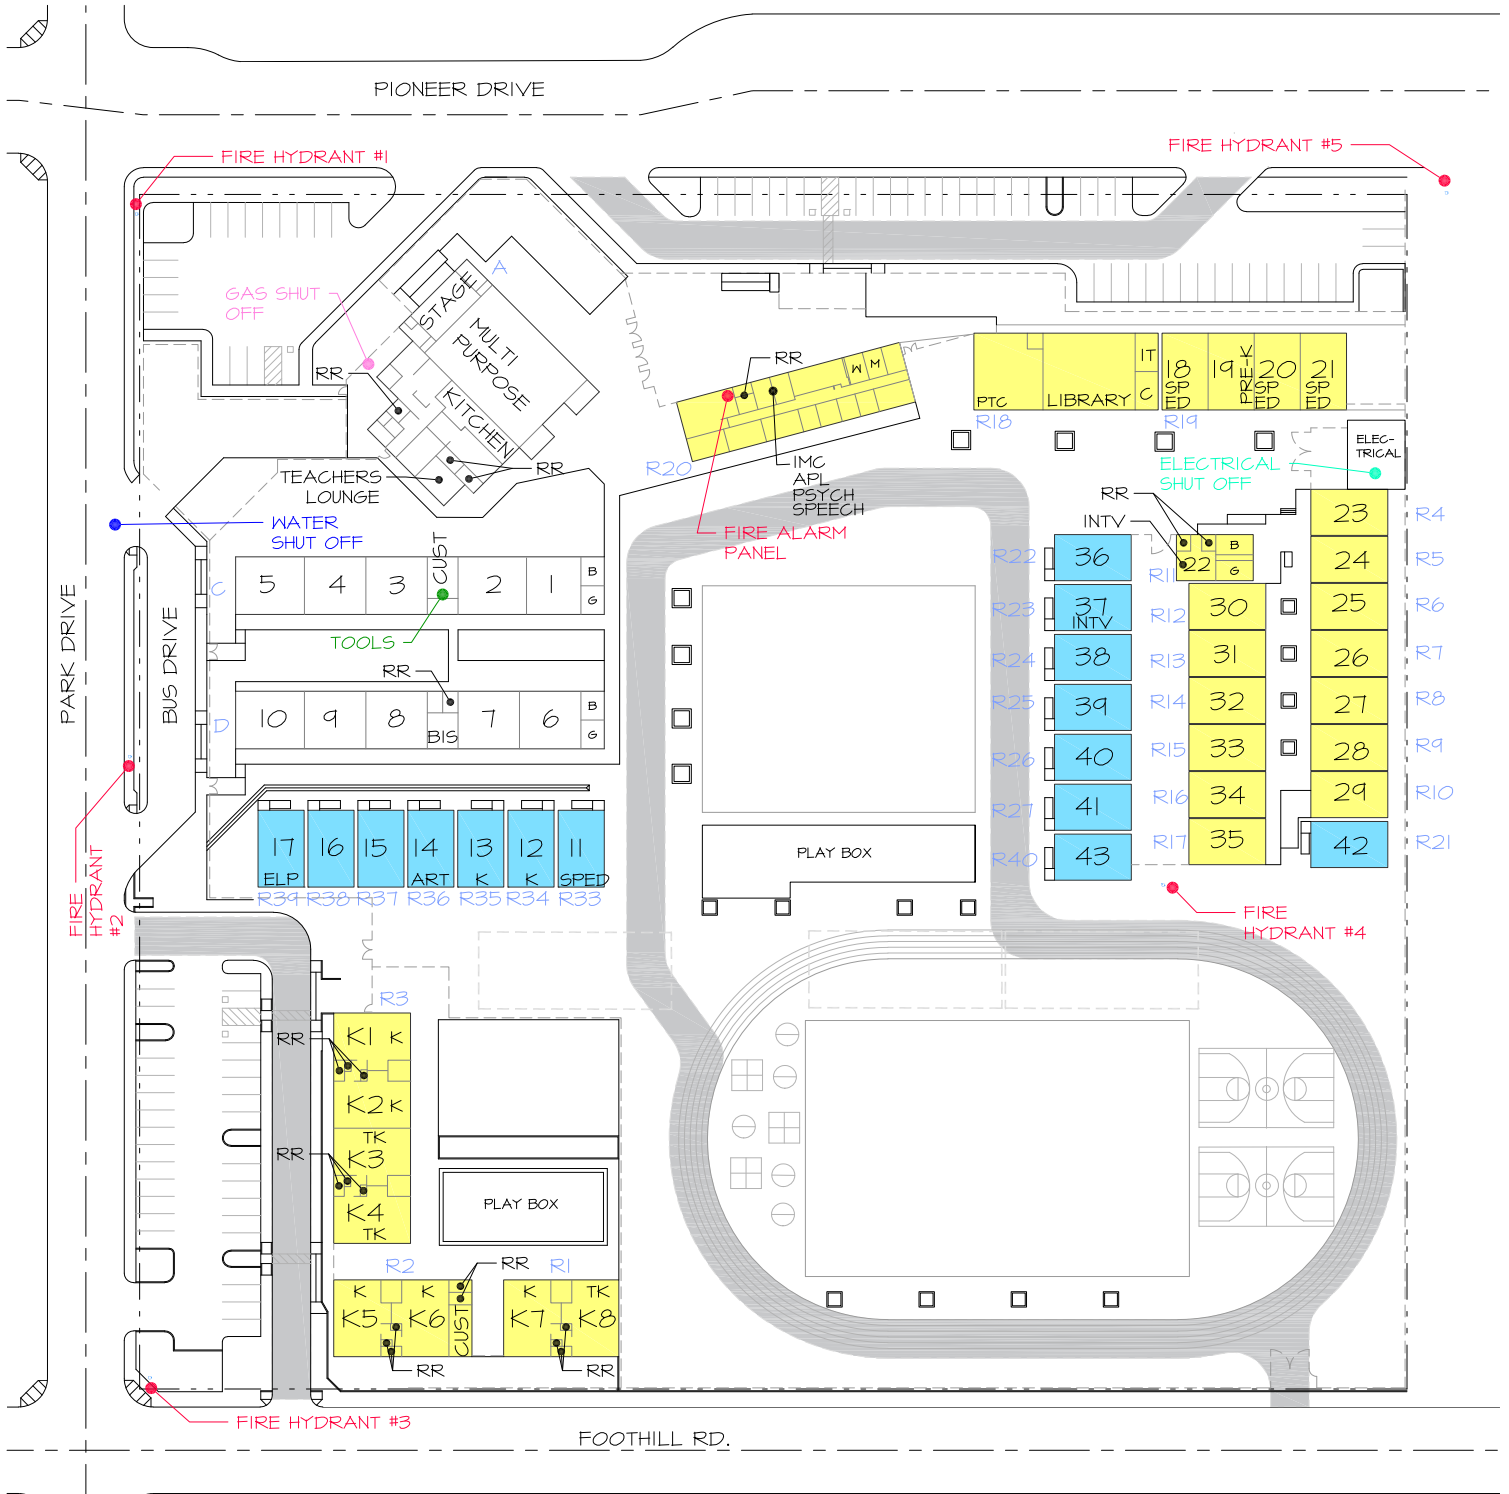 PIONEER DRIVE
FIRE HYDRANT #1
FIRE HYDRANT #5
A
GAS SHUT
OFF
STAGE
MULTI
PURPOSE
KITCHEN
RR
RR
TEACHERS
LOUNGE
RR
W
M
R20
IMC
APL
PSYCH
SPEECH
FIRE ALARM
PANEL
PTC
LIBRARY
IT
C
18
SP
ED
19
PRE-K
20
SP
ED
21
SP
ED
R18
R19
ELEC-
TRICAL
ELECTRICAL
SHUT OFF
RR
INTV
WATER
SHUT OFF
PARK DRIVE
BUS DRIVE
C
5
4
3
CUST
2
1
B
G
TOOLS
RR
D
10
9
8
BIS
7
6
B
G
R22
36
R23
37
INTV
R24
38
R25
39
R26
40
R27
41
R40
43
22
B
G
R11
R12
30
R13
31
R14
32
R15
33
R16
34
R17
35
23
R4
24
R5
25
R6
26
R7
27
R8
28
R9
29
R10
42
R21
PLAY BOX
17
ELP
16
15
14
ART
13
K
12
K
11
SPED
R39
R38
R37
R36
R35
R34
R33
FIRE
HYDRANT
#2
FIRE
HYDRANT #4
R3
K1 K
RR
K2 K
TK
K3
RR
K4
TK
PLAY BOX
R2
RR
R1
K
K5
K
K6
CUST
K
K7
TK
K8
RR
RR
FIRE HYDRANT #3
FOOTHILL RD.